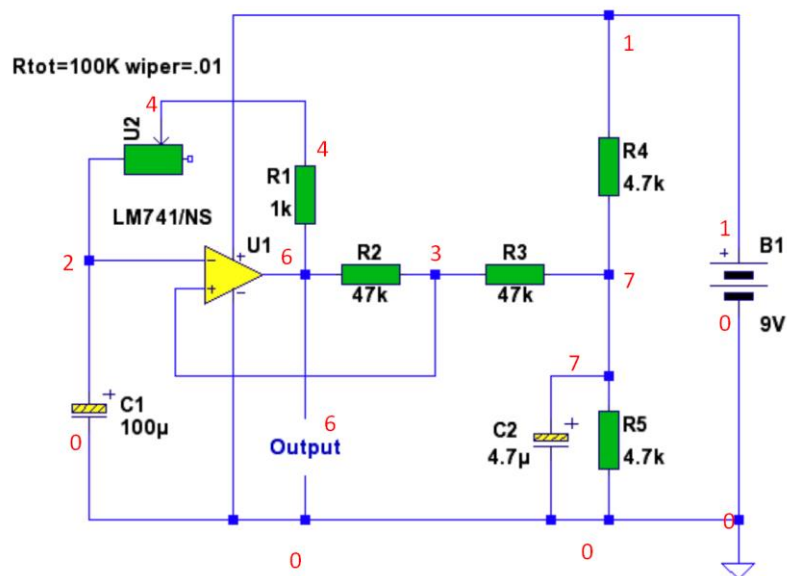 1
Rtot=100K wiper=.01
4
U2
4
R1
1k
R4
4.7k
LM741/NS
U1
1
+
B1
2
-
+
+
-
6
R2
47k
3
R3
47k
7
0
9V
7
+
C1
100µ
0
6
Output
+
C2
4.7µ
R5
4.7k
0
0
0